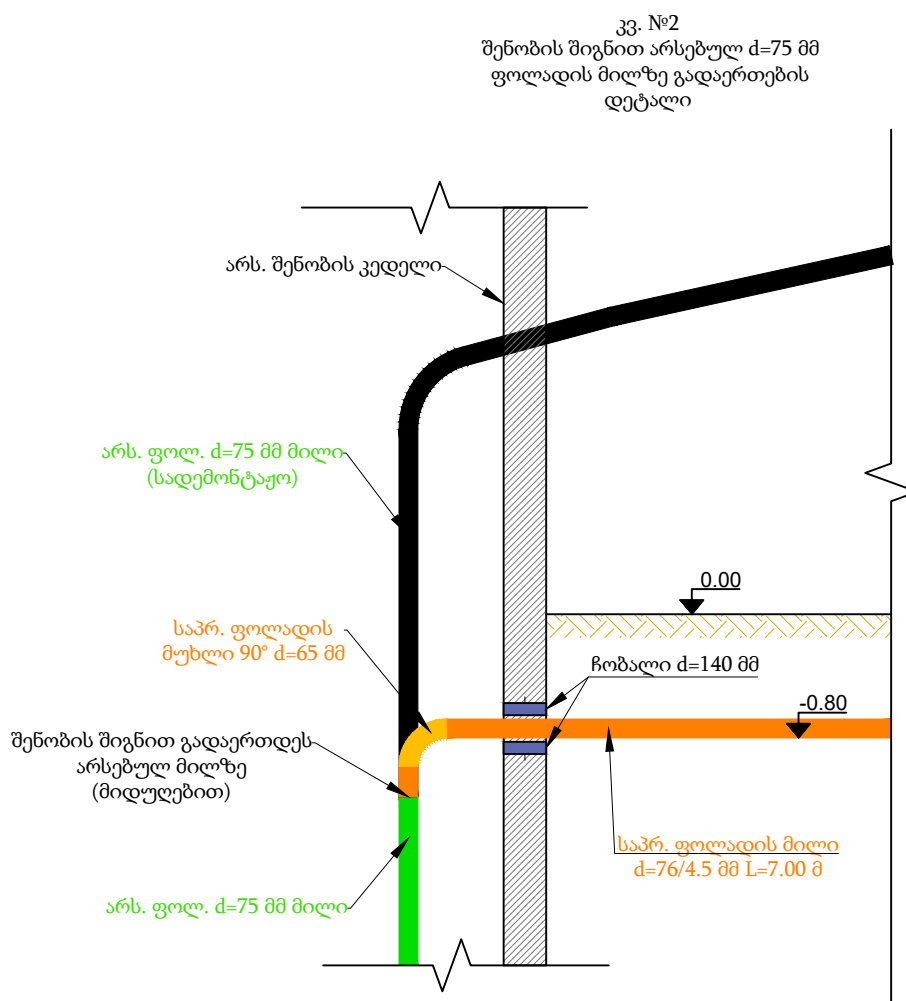 კვ. №2
შენობის შიგნით არსებულ d=75 მმ
ფოლადის მილზე გადაერთების
დეტალი
არს. შენობის კედელი
არს. ფოლ. d=75 მმ მილი
(სადემონტაჟო)
0.00
საპრ. ფოლადის
მუხლი 90° d=65 მმ
ჩობალი d=140 მმ
-0.80
შენობის შიგნით გადაერთდეს
არსებულ მილზე
(მიდუღებით)
საპრ. ფოლადის მილი
d=76/4.5 მმ L=7.00 მ
არს. ფოლ. d=75 მმ მილი